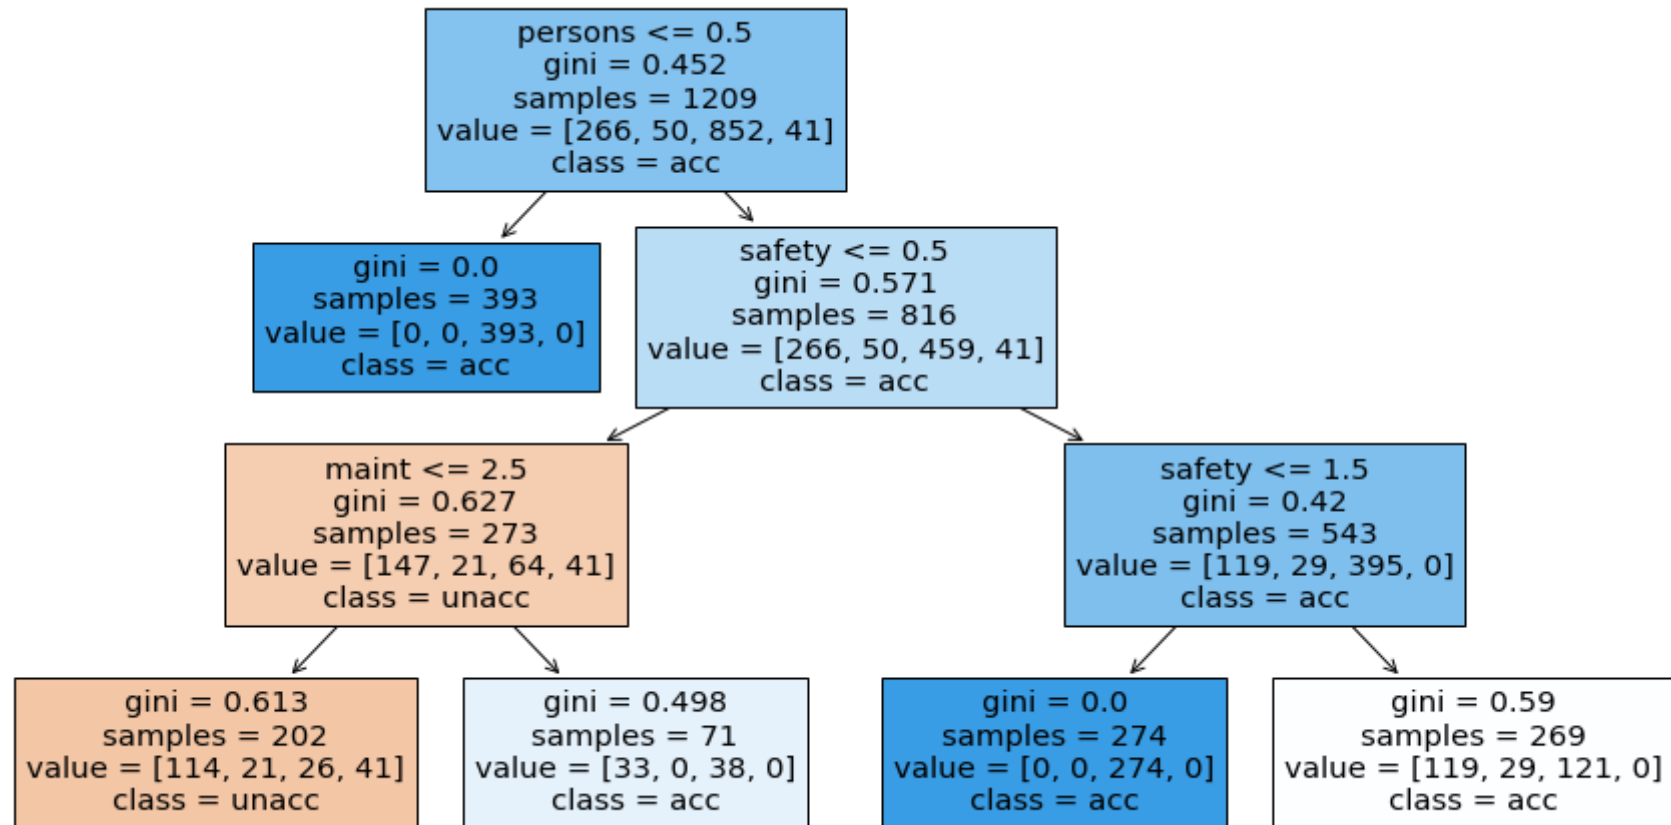 persons <= 0.5
gini = 0.452
samples = 1209
value = [266, 50, 852, 41]
class = acc
gini = 0.0
samples = 393
value = [0, 0, 393, 0]
class = acc
safety <= 0.5
gini = 0.571
samples = 816
value = [266, 50, 459, 41]
class = acc
maint <= 2.5
gini = 0.627
samples = 273
value = [147, 21, 64, 41]
class = unacc
safety <= 1.5
gini = 0.42
samples = 543
value = [119, 29, 395, 0]
class = acc
gini = 0.613
samples = 202
value = [114, 21, 26, 41]
class = unacc
gini = 0.498
samples = 71
value = [33, 0, 38, 0]
class = acc
gini = 0.0
samples = 274
value = [0, 0, 274, 0]
class = acc
gini = 0.59
samples = 269
value = [119, 29, 121, 0]
class = acc